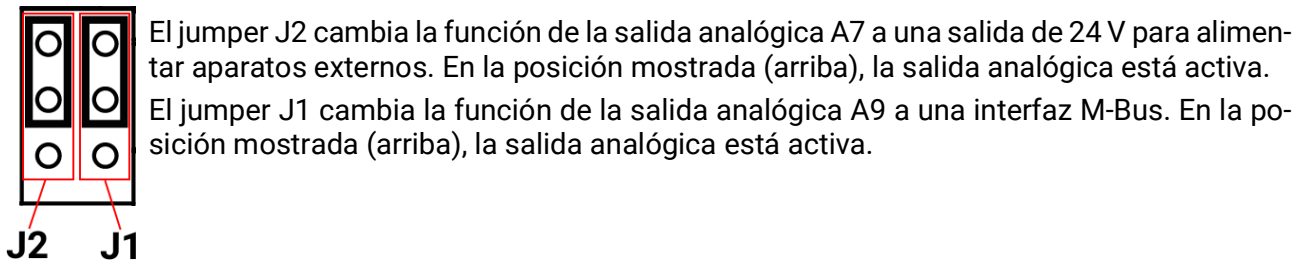 El jumper J2 cambia la función de la salida analógica A7 a una salida de 24 V para alimen-
tar aparatos externos. En la posición mostrada (arriba), la salida analógica está activa.
El jumper J1 cambia la función de la salida analógica A9 a una interfaz M-Bus. En la po-
sición mostrada (arriba), la salida analógica está activa.
J2 J1